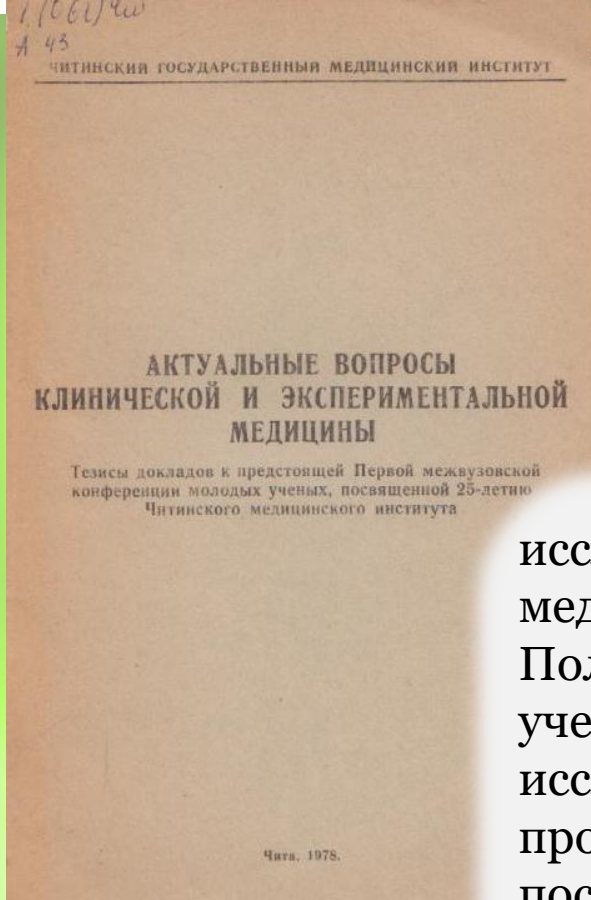 А 43
ЧИТИНСКИЙ ГОСУДАРСТВЕННЫЙ МЕДИЦИНСКИЙ ИНСТИТУТ
АКТУАЛЬНЫЕ ВОПРОСЫ
КЛИНИЧЕСКОЙ И ЭКСПЕРИМЕНТАЛЬНОЙ
МЕДИЦИНЫ
Тезисы докладов к предстоящей Первой межвузовской
конференции молодых ученых, посвященной 25-летию
Читинского медицинского института
Чита. 1978.
исс
мед
Пол
уче
исс
про
пос